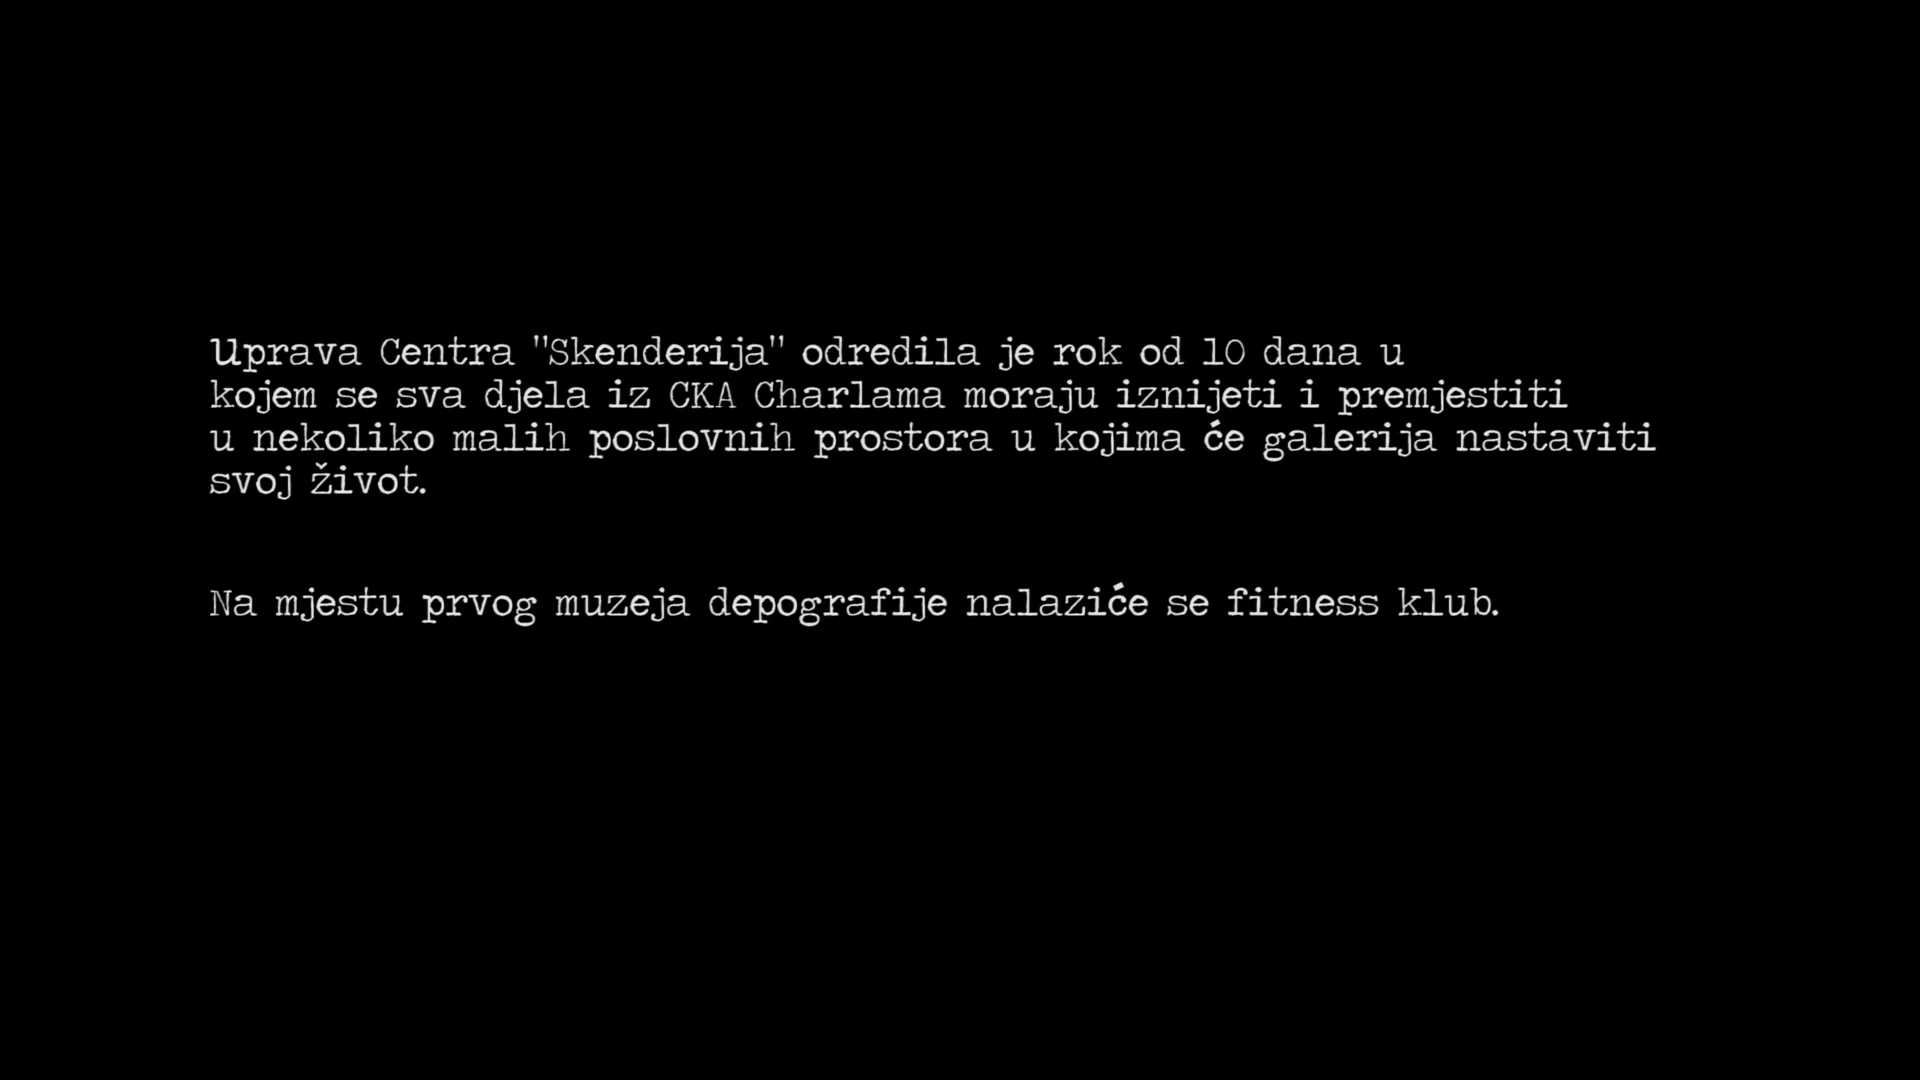 Uprava Centra "Skenderija" odredila je rok od 10 dana u
kojem se sva djela iz CKA Charlama moraju iznijeti i premjestiti
u nekoliko malih poslovnih prostora u kojima će galerija nastaviti
svoj život.
Na mjestu prvog muzeja depografije nalaziće se fitness klub.